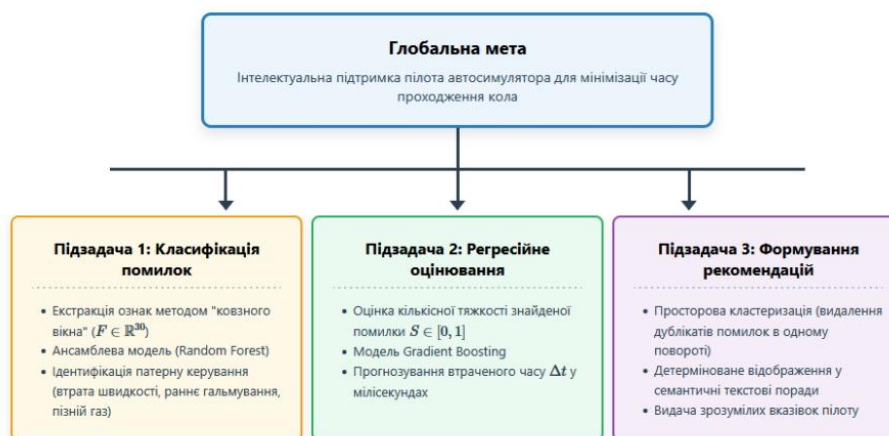 Глобальна мета
Інтелектуальна підтримка пілота автосимулятора для мінімізації часу
проходження кола
Підзадача 1: Класифікація
помилок
• Екстракція ознак методом "ковзного
вікна" (F ∈ ℝ³⁰)
• Ансамблева модель (Random Forest)
• Ідентифікація патерну керування
(втрата швидкості, раннє гальмування,
пізній газ)
Підзадача 2: Регресійне
оцінювання
• Оцінка кількісної тяжкості знайденої
помилки S ∈ [0, 1]
• Модель Gradient Boosting
• Прогнозування втраченого часу Δt у
мілісекундах
Підзадача 3: Формування
рекомендацій
• Просторова кластеризація (видалення
дублікатів помилок в одному
повороті)
• Детерміноване відображення у
семантичні текстові поради
• Видача зрозумілих вказівок пілоту